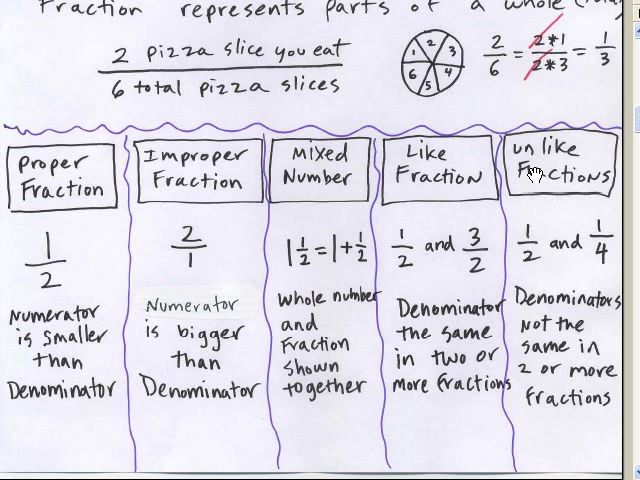 Fraction represents parts of a whole
2 pizza slice you eat
6 total pizza slices
1 2 3
6 5 4
2/6 = 2*1/2*3 = 1/3
Proper
Fraction
1
2
Numerator
is smaller
than
Denominator
Improper
Fraction
2
1
Numerator
is bigger
than
Denominator
Mixed
Number
1 1/2 = 1 + 1/2
whole number
and
Fraction
shown
together
Like
Fraction
1/2 and 3/2
Denominator
the same
in two or
more fractions
unlike
Fractions
1/2 and 1/4
Denominators
not the
same in
2 or more
fractions